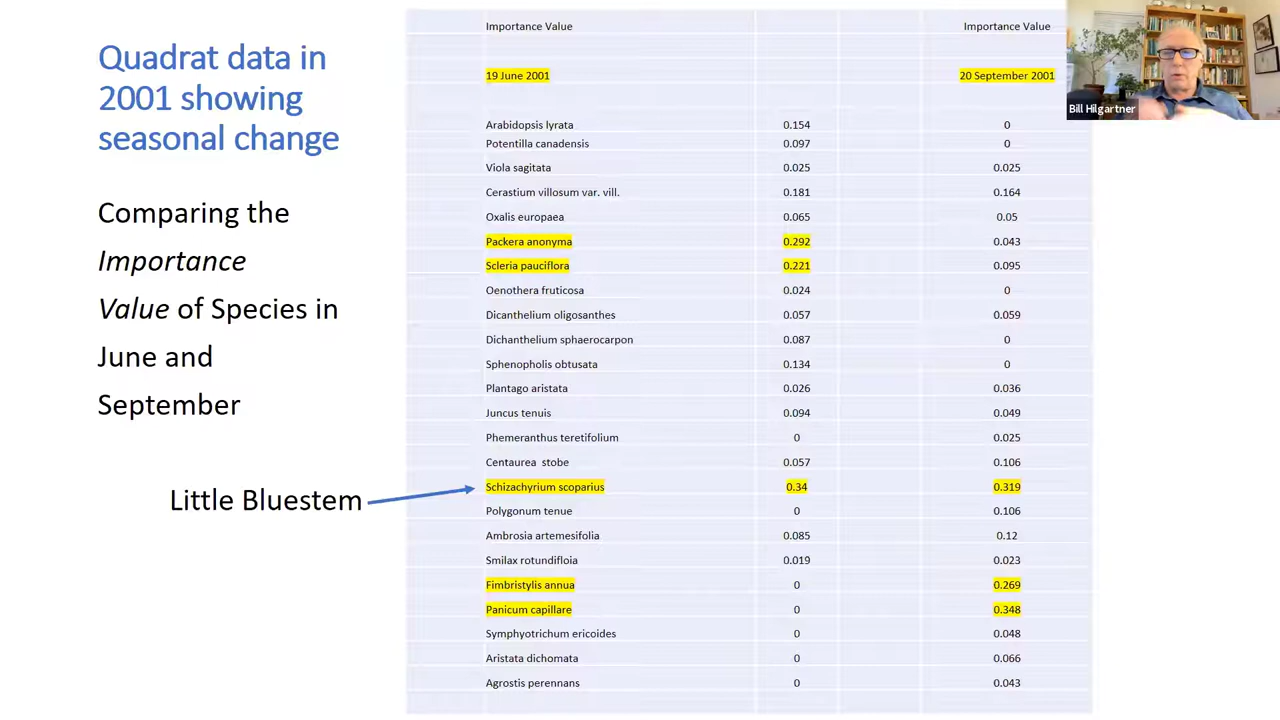 Quadrat data in
2001 showing
seasonal change
Comparing the
Importance
Value of Species in
June and
September
Little Bluestem
Importance Value Importance Value
19 June 2001 20 September 2001
Arabidopsis lyrata 0.154 0
Potentilla canadensis 0.097 0
Viola sagitata 0.025 0.025
Cerastium villosum var. vill. 0.181 0.164
Oxalis europaea 0.065 0.05
Packera anonyma 0.292 0.043
Scleria pauciflora 0.221 0.095
Oenothera fruticosa 0.024 0
Dicanthelium oligosanthes 0.057 0.059
Dichanthelium sphaerocarpon 0.087 0
Sphenopholis obtusata 0.134 0
Plantago aristata 0.026 0.036
Juncus tenuis 0.094 0.049
Phemeranthus teretifolium 0 0.025
Centaurea stobe 0.057 0.106
Schizachyrium scoparius 0.34 0.319
Polygonum tenue 0 0.106
Ambrosia artemesifolia 0.085 0.12
Smilax rotundifloia 0.019 0.023
Fimbristylis annua 0 0.269
Panicum capillare 0 0.348
Symphyotrichum ericoides 0 0.048
Aristata dichomata 0 0.066
Agrostis perennans 0 0.043
Bill Hilgartner